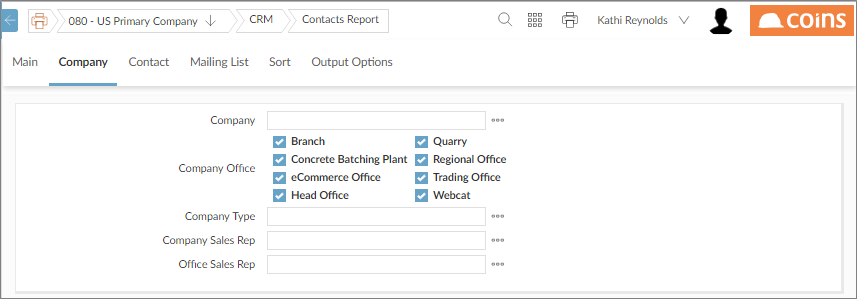 080 - US Primary Company CRM Contacts Report Kathi Reynolds coins
Main Company Contact Mailing List Sort Output Options
Company
Branch Quarry
Company Office Concrete Batching Plant Regional Office
eCommerce Office Trading Office
Head Office Webcat
Company Type
Company Sales Rep
Office Sales Rep